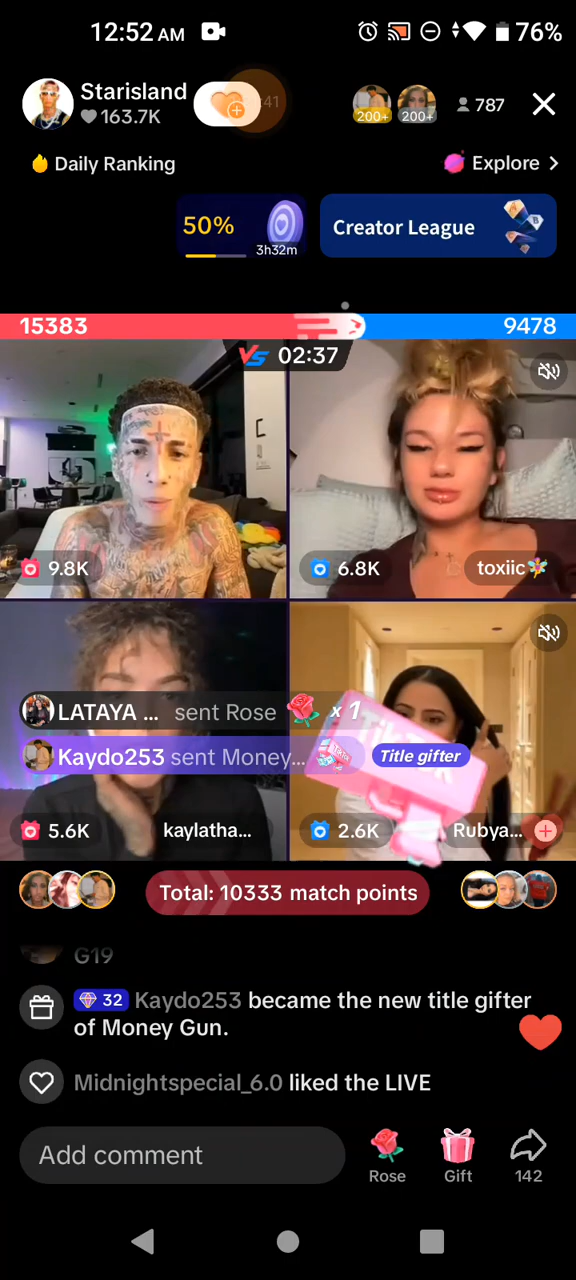 12:52 AM
76%
Starisland
163.7K
200+
200+
787
Daily Ranking
Explore >
50%
3h32m
Creator League
15383
9478
VS 02:37
9.8K
6.8K
toxiic
LATAYA ... sent Rose x 1
Kaydo253 sent Money...
Title gifter
5.6K
kaylatha...
2.6K
Rubya...
Total: 10333 match points
G19
32 Kaydo253 became the new title gifter
of Money Gun.
Midnightspecial_6.0 liked the LIVE
Add comment
Rose
Gift
142